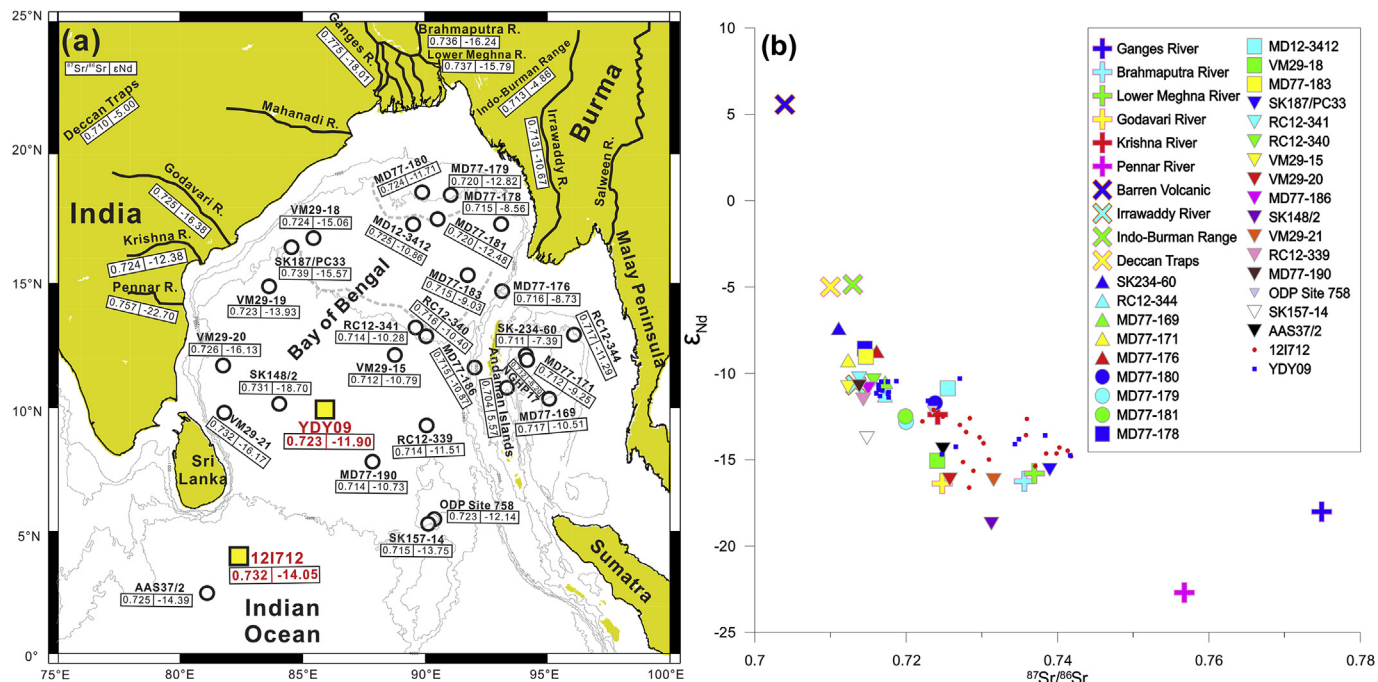 (a)
⁸⁷Sr/⁸⁶Sr εNd
Ganges R.
0.775 -18.01
Brahmaputra R.
0.736 -16.24
Lower Meghna R.
0.737 -15.79
Indo-Burman Range
0.713 -4.86
Burma
Deccan Traps
0.710 -5.00
Mahanadi R.
Irrawaddy R.
0.713 -10.67
Salween R.
Godavari R.
0.725 -16.38
India
Krishna R.
0.724 -12.38
Pennar R.
0.757 -22.70
MD77-180
0.724 -11.71
MD77-179
0.720 -12.82
MD77-178
0.715 -8.56
VM29-18
0.724 -15.06
MD12-3412
0.725 -10.86
MD77-181
0.720 -12.48
SK187/PC33
0.739 -15.57
MD77-183
0.715 -9.03
MD77-176
0.716 -8.73
VM29-19
0.723 -13.93
Bay of Bengal
Malay Peninsula
RC12-341
0.714 -10.28
RC12-340
0.716 -10.40
SK-234-60
0.711 -7.39
RC12-344
0.717 -11.29
VM29-20
0.726 -16.13
VM29-15
0.712 -10.79
MD77-186
0.715 -10.87
0.704 5.57
Andaman Islands
NGHP17
MD77-171
0.712 -9.25
SK148/2
0.731 -18.70
MD77-169
0.717 -10.51
VM29-21
0.732 -16.17
YDY09
0.723 -11.90
RC12-339
0.714 -11.51
Sri
Lanka
MD77-190
0.714 -10.73
ODP Site 758
0.723 -12.14
SK157-14
0.715 -13.75
12I712
0.732 -14.05
AAS37/2
0.725 -14.39
Indian
Ocean
Sumatra
25°N
20°N
15°N
10°N
5°N
0°
75°E
80°E
85°E
90°E
95°E
100°E
(b)
εNd
10
5
0
-5
-10
-15
-20
-25
0.7
0.72
0.74
0.76
0.78
⁸⁷Sr/⁸⁶Sr
Ganges River
Brahmaputra River
Lower Meghna River
Godavari River
Krishna River
Pennar River
Barren Volcanic
Irrawaddy River
Indo-Burman Range
Deccan Traps
SK234-60
RC12-344
MD77-169
MD77-171
MD77-176
MD77-180
MD77-179
MD77-181
MD77-178
MD12-3412
VM29-18
MD77-183
SK187/PC33
RC12-341
RC12-340
VM29-15
VM29-20
MD77-186
SK148/2
VM29-21
RC12-339
MD77-190
ODP Site 758
SK157-14
AAS37/2
12I712
YDY09